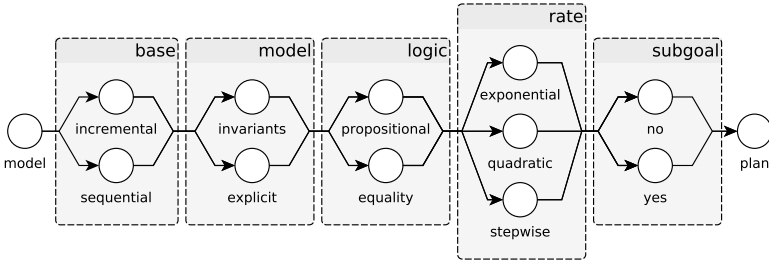 rate
base
model
logic
subgoal
exponential
incremental
invariants
propositional
no
model
quadratic
plan
sequential
explicit
equality
yes
stepwise